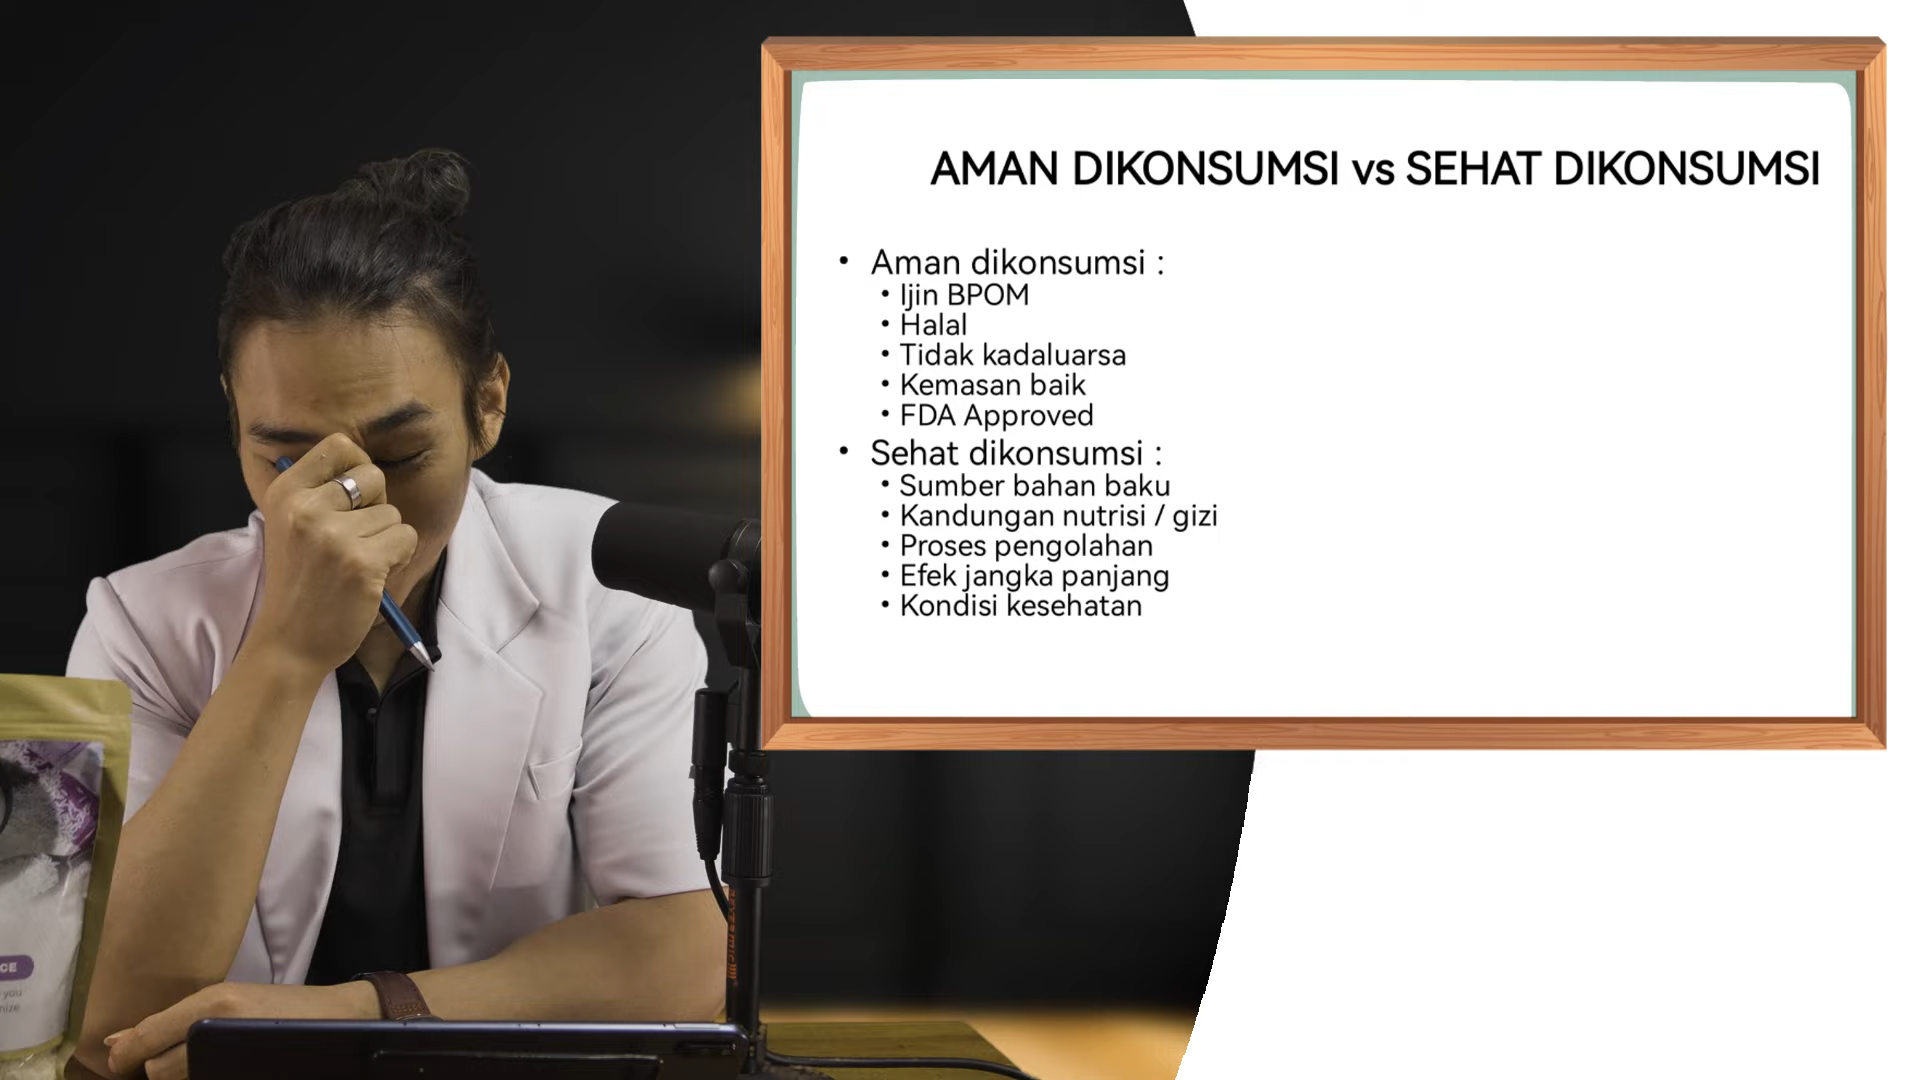 AMAN DIKONSUMSI vs SEHAT DIKONSUMSI
• Aman dikonsumsi :
• Ijin BPOM
• Halal
• Tidak kadaluarsa
• Kemasan baik
• FDA Approved
• Sehat dikonsumsi :
• Sumber bahan baku
• Kandungan nutrisi / gizi
• Proses pengolahan
• Efek jangka panjang
• Kondisi kesehatan
you